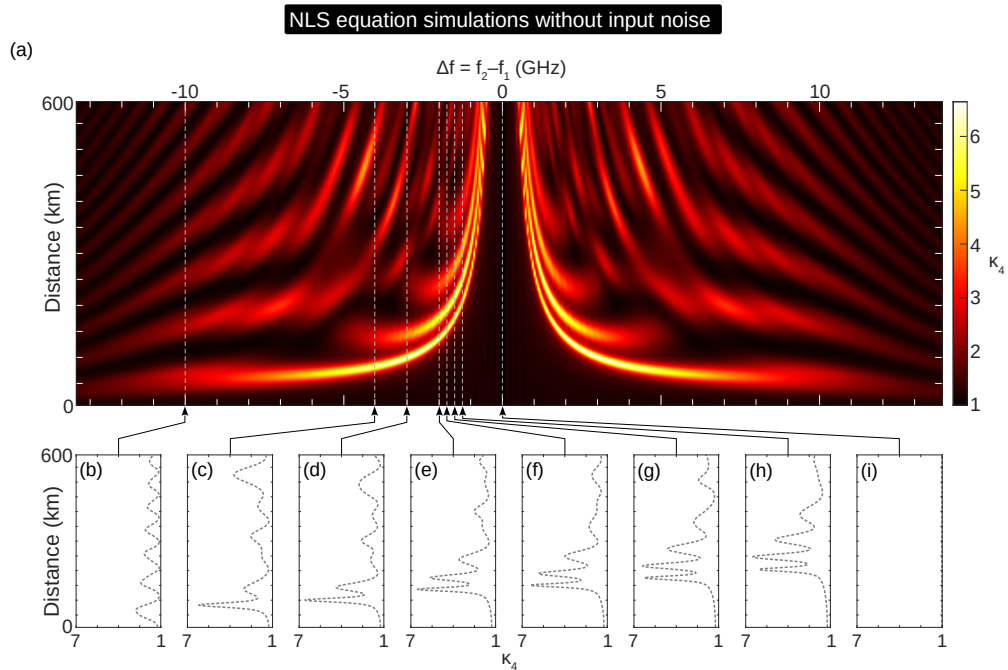 NLS equation simulations without input noise
(a)
Δf = f₂–f₁ (GHz)
-10 -5 0 5 10
600
Distance (km)
0
6
5
4
3
2
1
κ₄
(b) (c) (d) (e) (f) (g) (h) (i)
600
Distance (km)
0
7 1 7 1 7 1 7 1 7 1 7 1 7 1 7 1
κ₄